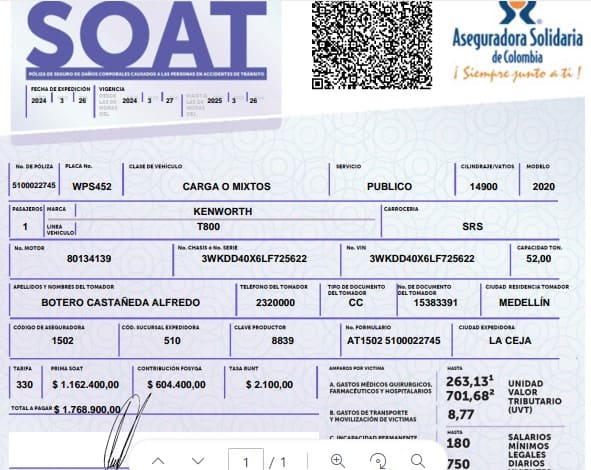 SOAT
Aseguradora Solidaria
de Colombia
¡ Siempre junto a ti !
PÓLIZA DE SEGURO DE DAÑOS CORPORALES CAUSADOS A LAS PERSONAS EN ACCIDENTES DE TRÁNSITO
FECHA DE EXPEDICIÓN VIGENCIA
2024 3 26 DESDE LAS 00 HORAS DEL 2024 3 27 HASTA LAS 24 HORAS DEL 2025 3 26
No. DE PÓLIZA PLACA No. CLASE DE VEHÍCULO SERVICIO CILINDRAJE/VATIOS MODELO
5100022745 WPS452 CARGA O MIXTOS PUBLICO 14900 2020
PASAJEROS MARCA KENWORTH CARROCERIA
1 LINEA VEHÍCULO T800 SRS
No. MOTOR No. CHASIS ó No. SERIE No. VIN CAPACIDAD TON.
80134139 3WKDD40X6LF725622 3WKDD40X6LF725622 52,00
APELLIDOS Y NOMBRES DEL TOMADOR TELÉFONO DEL TOMADOR TIPO DE DOCUMENTO DEL TOMADOR No. DE DOCUMENTO DEL TOMADOR CIUDAD RESIDENCIA TOMADOR
BOTERO CASTAÑEDA ALFREDO 2320000 CC 15383391 MEDELLÍN
CÓDIGO DE ASEGURADORA CÓD. SUCURSAL EXPEDIDORA CLAVE PRODUCTOR No. FORMULARIO CIUDAD EXPEDIDORA
1502 510 8839 AT1502 5100022745 LA CEJA
TARIFA PRIMA SOAT CONTRIBUCIÓN FOSYGA TASA RUNT
330 $ 1.162.400,00 $ 604.400,00 $ 2.100,00
TOTAL A PAGAR $ 1.768.900,00
AMPAROS POR VICTIMA HASTA
A. GASTOS MÉDICOS QUIRURGICOS, FARMACÉUTICOS Y HOSPITALARIOS 263,13¹
701,68²
B. GASTOS DE TRANSPORTE Y MOVILIZACIÓN DE VICTIMAS 8,77
UNIDAD
VALOR
TRIBUTARIO
(UVT)
C. INCAPACIDAD PERMANENTE HASTA
180
750
SALARIOS
MÍNIMOS
LEGALES
DIARIOS
1 / 1